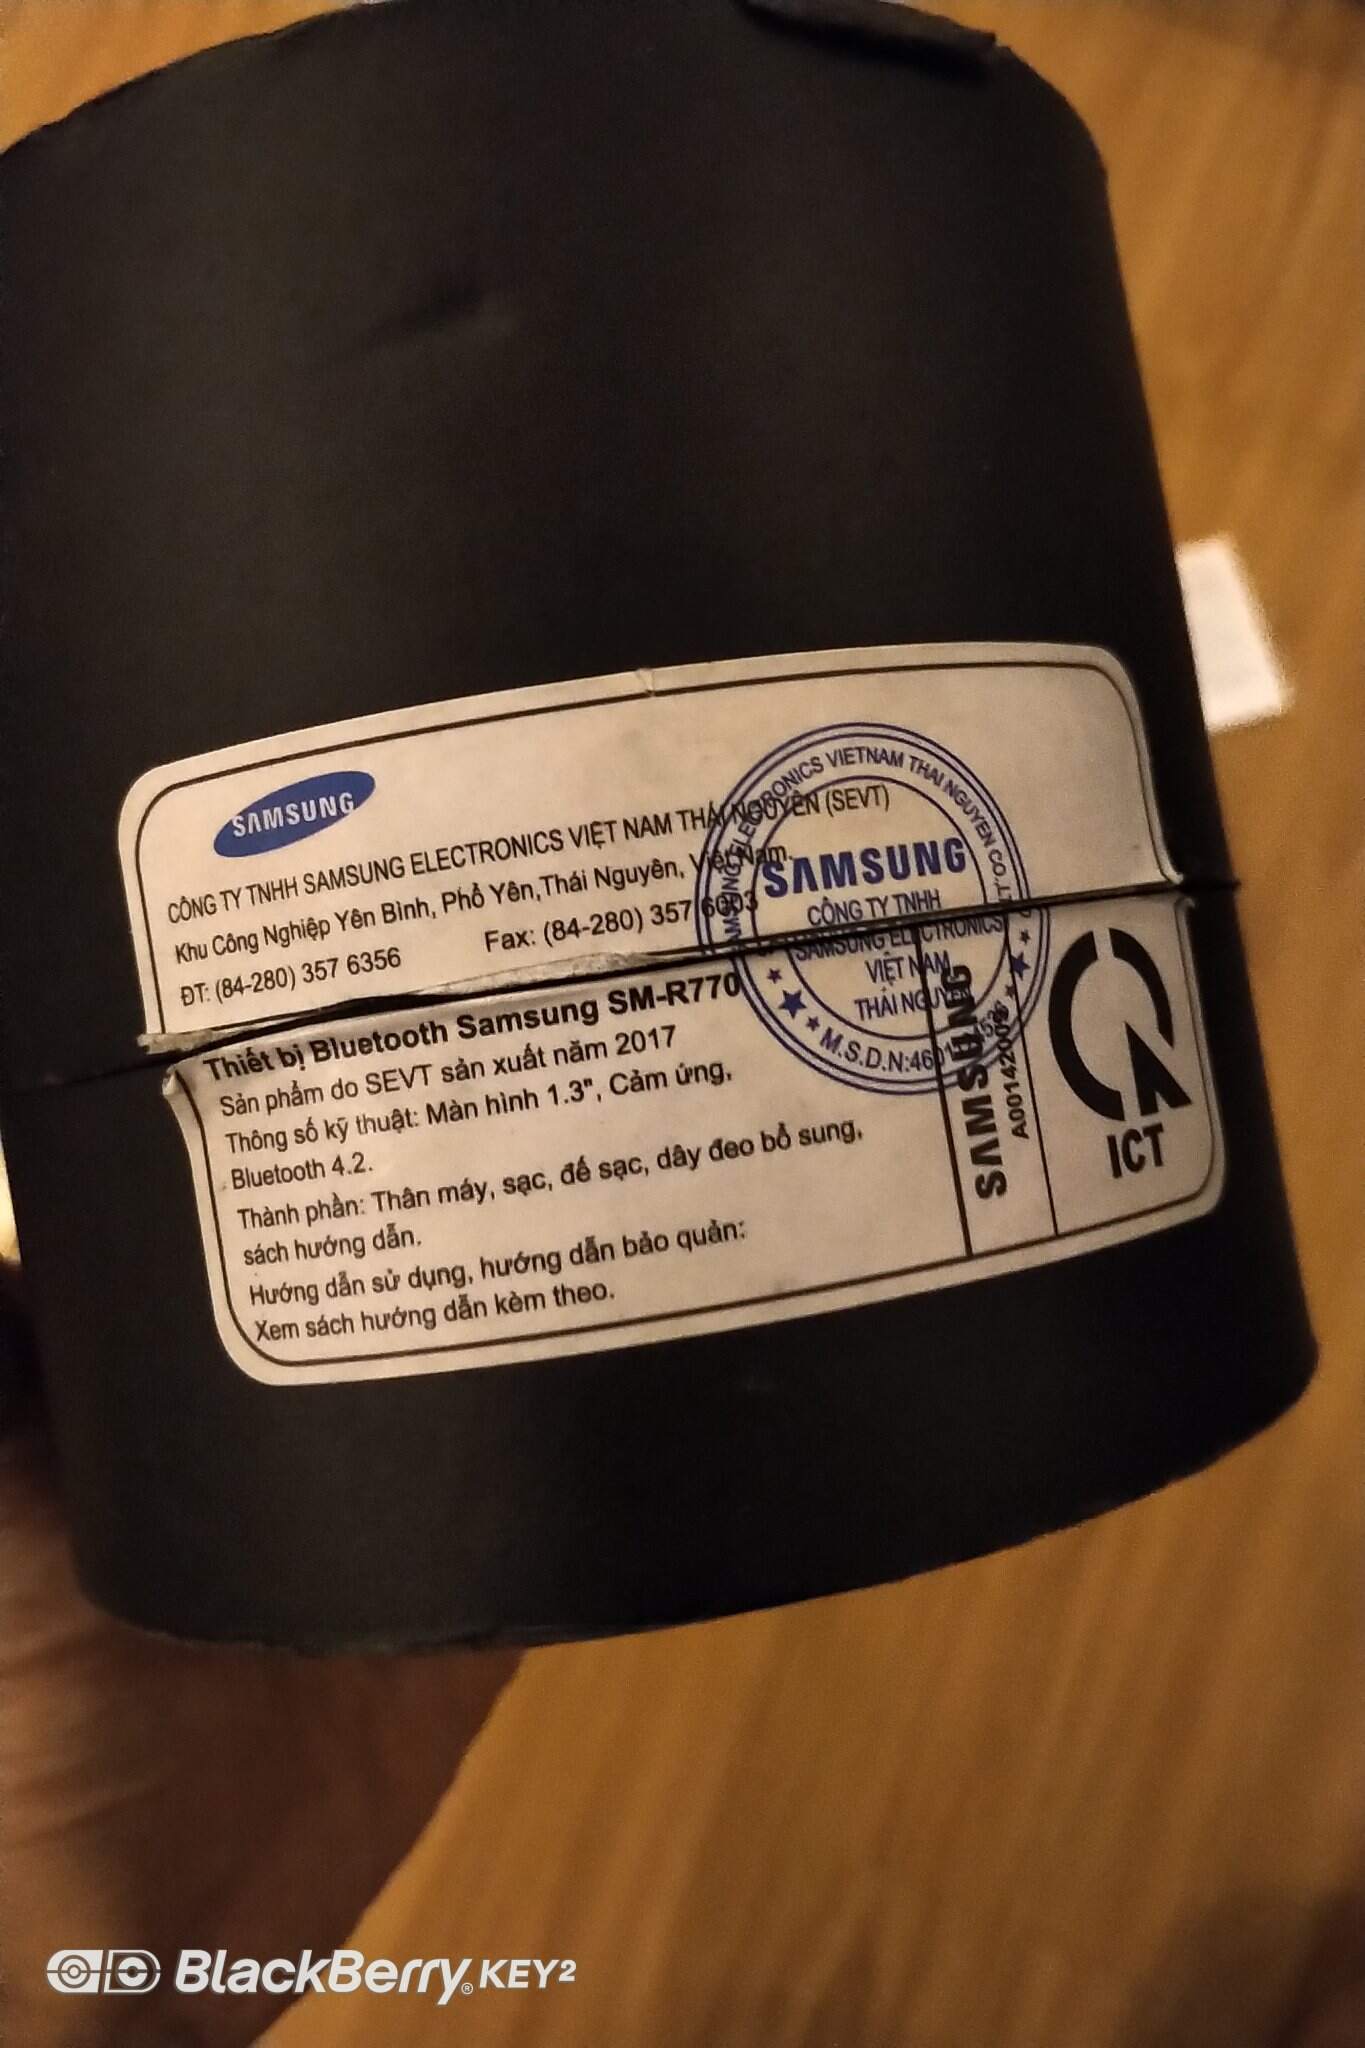 SAMSUNG
CÔNG TY TNHH SAMSUNG ELECTRONICS VIỆT NAM THÁI NGUYÊN (SEVT)
Khu Công Nghiệp Yên Bình, Phổ Yên,Thái Nguyên, Việt Nam.
ĐT: (84-280) 357 6356 Fax: (84-280) 357 6003
SAMSUNG ELECTRONICS VIETNAM THAI NGUYEN CO.,LT
SAMSUNG
CÔNG TY TNHH
SAMSUNG ELECTRONICS
VIỆT NAM
THÁI NGUYÊN
M.S.D.N:460
Thiết bị Bluetooth Samsung SM-R770
Sản phẩm do SEVT sản xuất năm 2017
Thông số kỹ thuật: Màn hình 1.3", Cảm ứng,
Bluetooth 4.2.
Thành phần: Thân máy, sạc, đế sạc, dây đeo bổ sung,
sách hướng dẫn.
Hướng dẫn sử dụng, hướng dẫn bảo quản:
Xem sách hướng dẫn kèm theo.
SAMSUNG
ICT
BlackBerry® KEY²